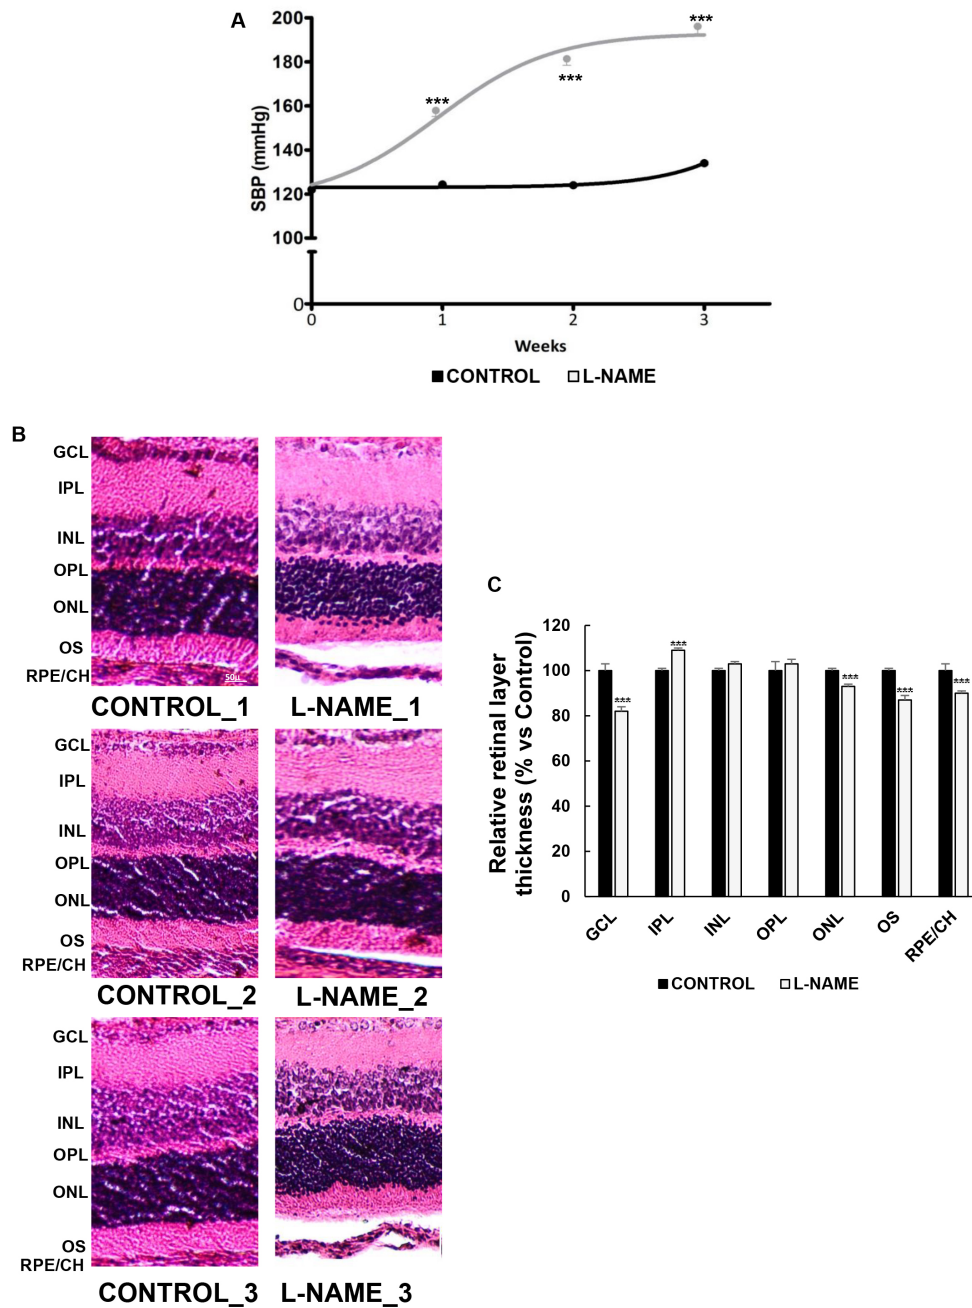 A
200
180
160
140
120
100
0
SBP (mmHg)
***
***
***
0 1 2 3
Weeks
CONTROL L-NAME
B
GCL
IPL
INL
OPL
ONL
OS
RPE/CH
50µ
CONTROL_1 L-NAME_1
GCL
IPL
INL
OPL
ONL
OS
RPE/CH
CONTROL_2 L-NAME_2
GCL
IPL
INL
OPL
ONL
OS
RPE/CH
CONTROL_3 L-NAME_3
C
Relative retinal layer
thickness (% vs Control)
120
100
80
60
40
20
0
*** *** *** *** ***
GCL IPL INL OPL ONL OS RPE/CH
CONTROL L-NAME